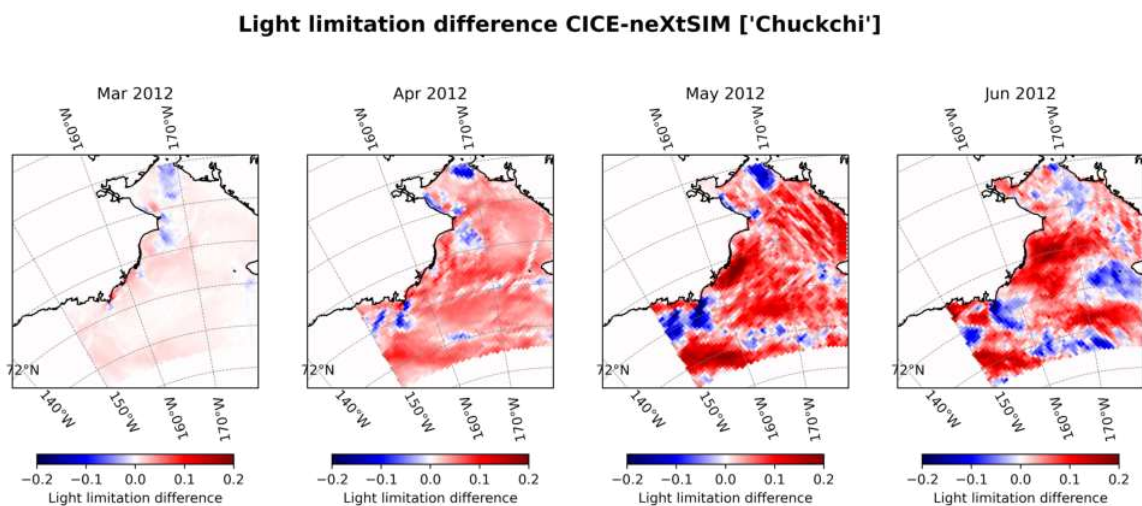 Light limitation difference CICE-neXtSIM ['Chuckchi']
Mar 2012
Apr 2012
May 2012
Jun 2012
160°W
170°W
160°W
170°W
160°W
170°W
160°W
170°W
72°N
72°N
72°N
72°N
140°W
150°W
160°W
170°W
140°W
150°W
160°W
170°W
140°W
150°W
160°W
170°W
140°W
150°W
160°W
170°W
−0.2 −0.1 0.0 0.1 0.2
−0.2 −0.1 0.0 0.1 0.2
−0.2 −0.1 0.0 0.1 0.2
−0.2 −0.1 0.0 0.1 0.2
Light limitation difference
Light limitation difference
Light limitation difference
Light limitation difference